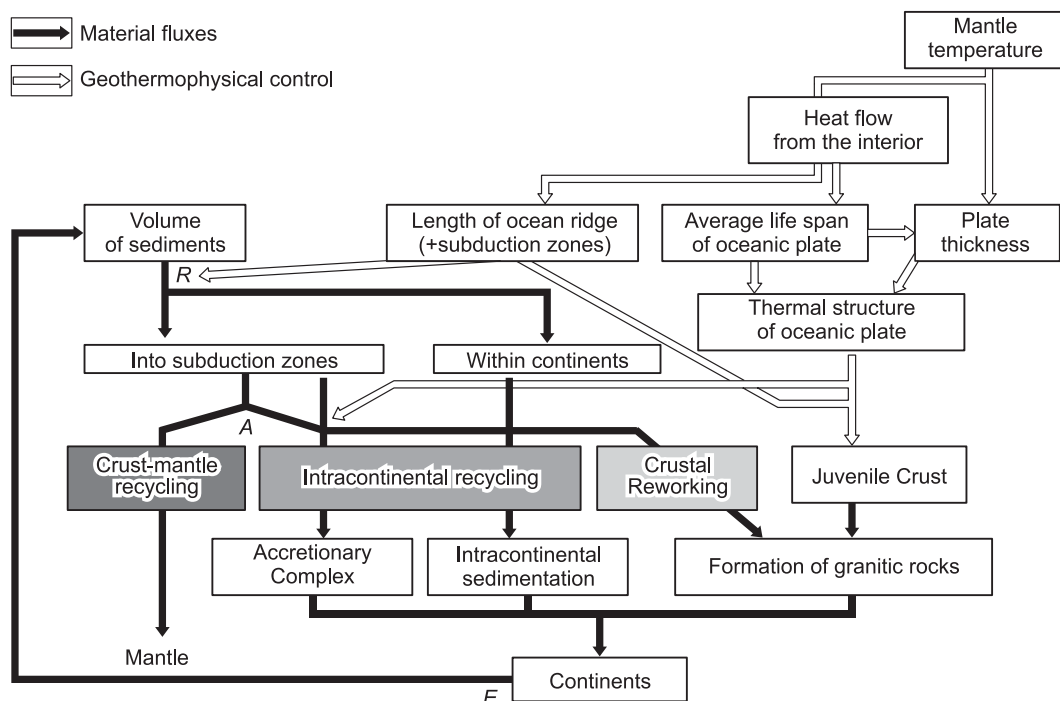 Material fluxes
Geothermophysical control
Mantle
temperature
Heat flow
from the interior
Volume
of sediments
Length of ocean ridge
(+subduction zones)
Average life span
of oceanic plate
Plate
thickness
R
Thermal structure
of oceanic plate
Into subduction zones
Within continents
A
Crust-mantle
recycling
Intracontinental recycling
Crustal
Reworking
Juvenile Crust
Accretionary
Complex
Intracontinental
sedimentation
Formation of granitic rocks
Mantle
Continents
E